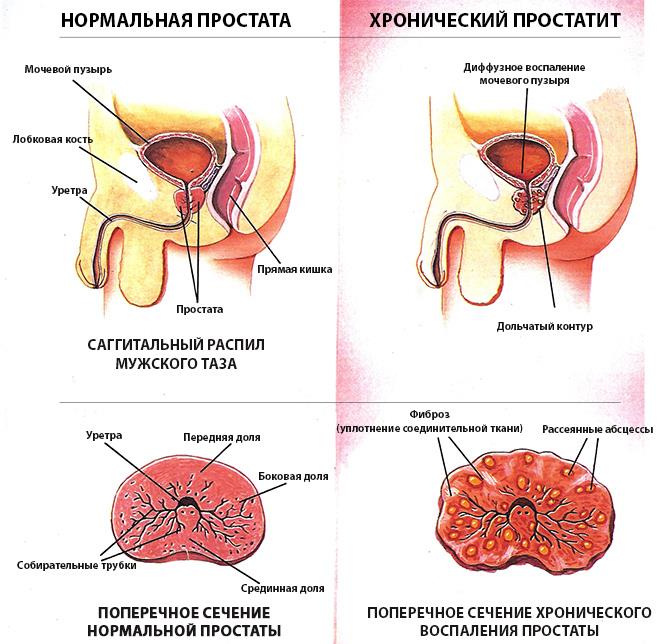 НОРМАЛЬНАЯ ПРОСТАТА
ХРОНИЧЕСКИЙ ПРОСТАТИТ
Мочевой пузырь
Лобковая кость
Уретра
Прямая кишка
Простата
САГГИТАЛЬНЫЙ РАСПИЛ
МУЖСКОГО ТАЗА
Диффузное воспаление
мочевого пузыря
Дольчатый контур
Уретра
Передняя доля
Боковая доля
Собирательные трубки
Срединная доля
ПОПЕРЕЧНОЕ СЕЧЕНИЕ
НОРМАЛЬНОЙ ПРОСТАТЫ
Фиброз
(уплотнение соединительной ткани)
Рассеянные абсцессы
ПОПЕРЕЧНОЕ СЕЧЕНИЕ ХРОНИЧЕСКОГО
ВОСПАЛЕНИЯ ПРОСТАТЫ